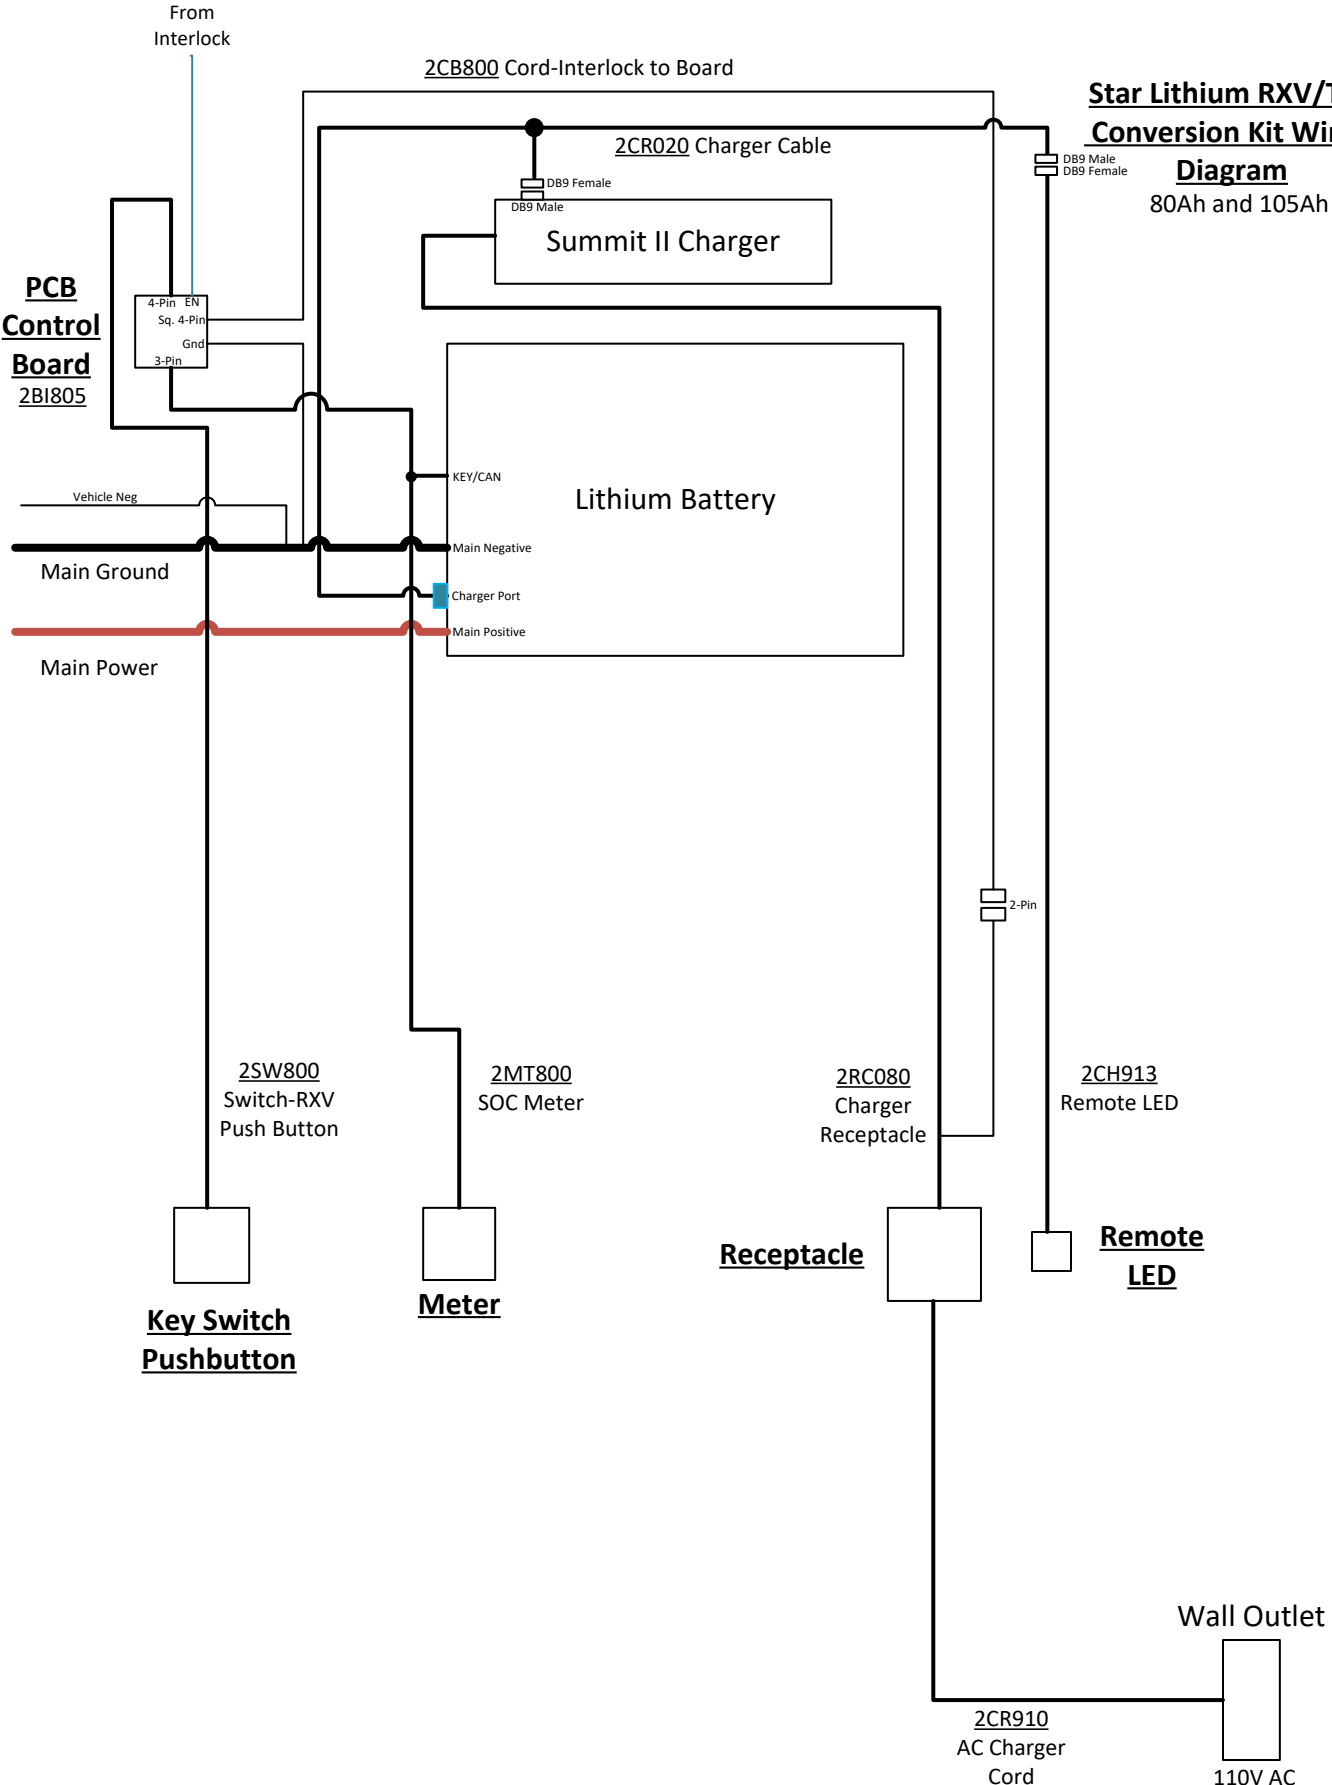 From
Interlock
2CB800 Cord-Interlock to Board
Star Lithium RXV/
Conversion Kit
Diagram
80Ah and 105Ah
2CR020 Charger Cable
DB9 Male
DB9 Female
DB9 Female
DB9 Male
Summit II Charger
PCB
Control
Board
2BI805
4-Pin EN
Sq. 4-Pin
Gnd
3-Pin
KEY/CAN
Lithium Battery
Vehicle Neg
Main Negative
Main Ground
Charger Port
Main Positive
Main Power
2-Pin
2SW800
Switch-RXV
Push Button
2MT800
SOC Meter
2RC080
Charger
Receptacle
2CH913
Remote LED
Receptacle
Remote
LED
Meter
Key Switch
Pushbutton
Wall Outlet
2CR910
AC Charger
Cord
110V AC